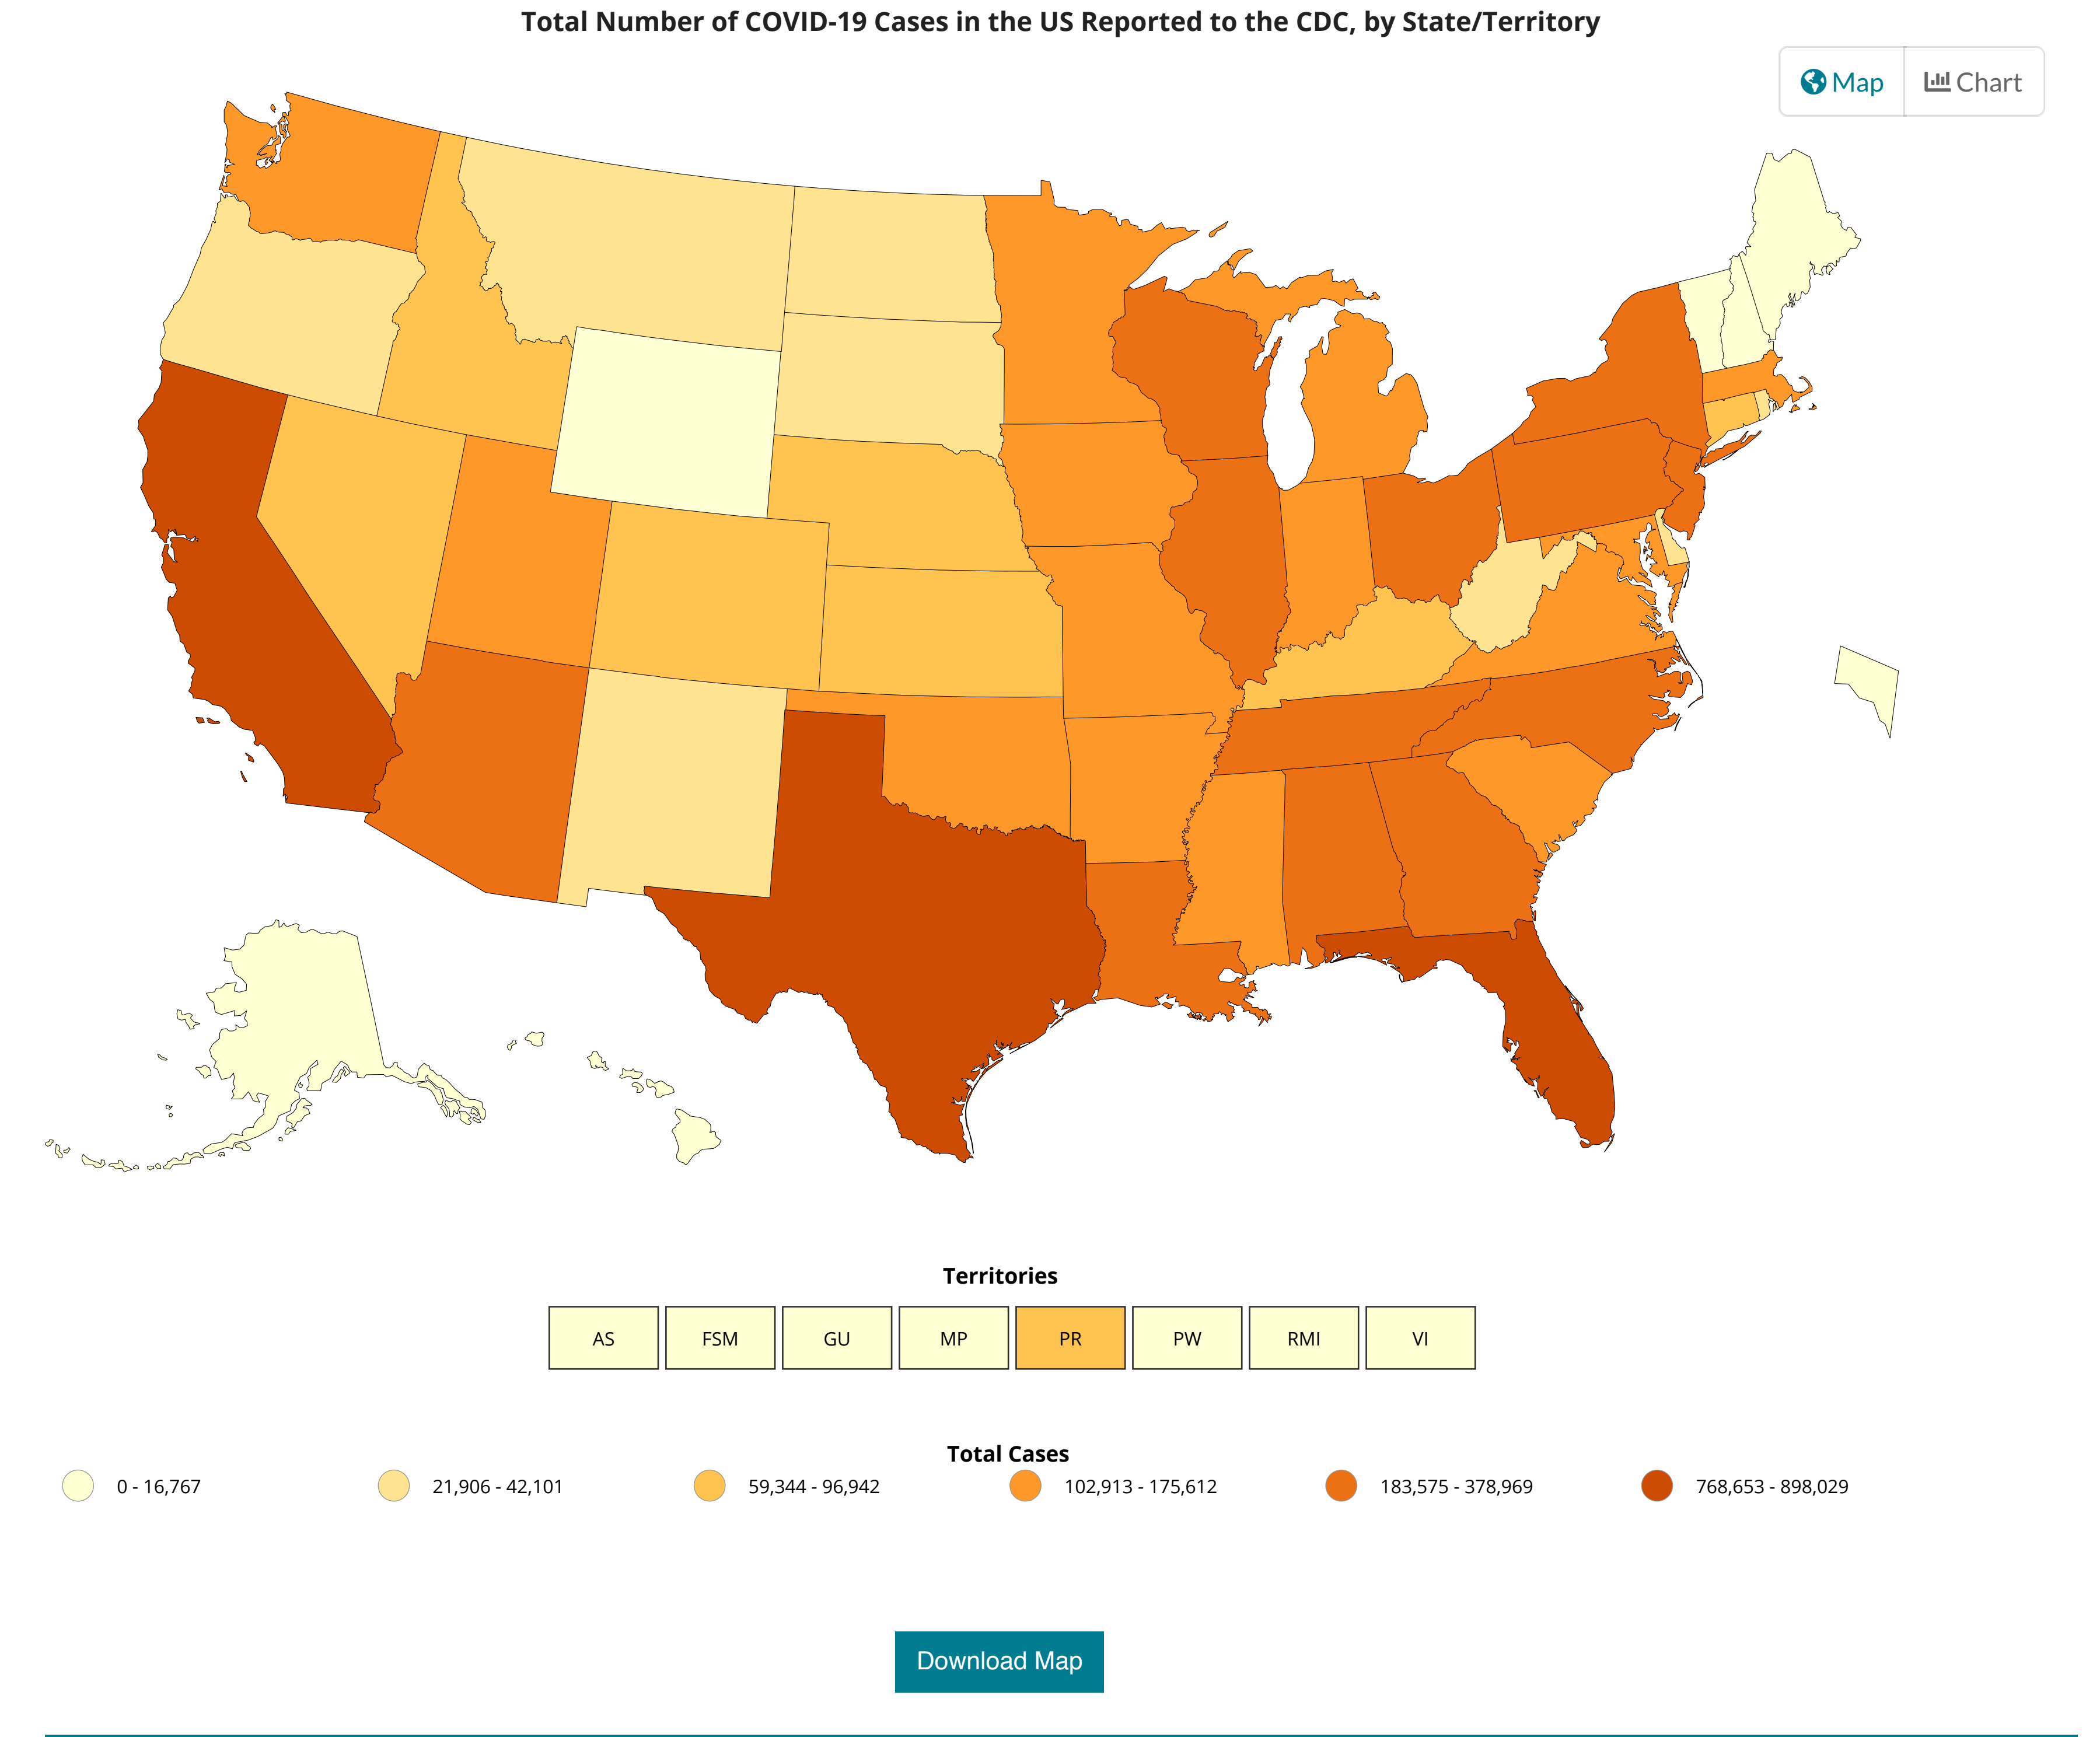 Total Number of COVID-19 Cases in the US Reported to the CDC, by State/Territory
Map
Chart
Territories
AS
FSM
GU
MP
PR
PW
RMI
VI
Total Cases
0 - 16,767
21,906 - 42,101
59,344 - 96,942
102,913 - 175,612
183,575 - 378,969
768,653 - 898,029
Download Map